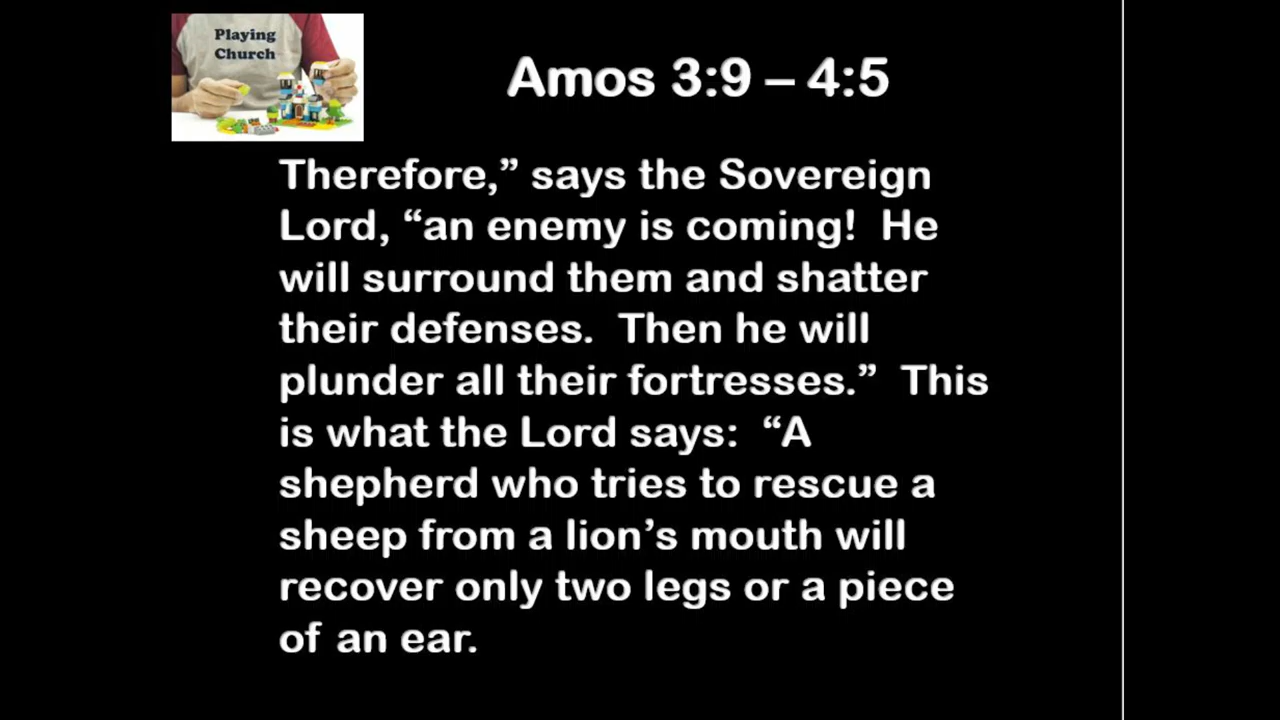 Playing
Church
Amos 3:9 – 4:5
Therefore,” says the Sovereign
Lord, “an enemy is coming!  He
will surround them and shatter
their defenses.  Then he will
plunder all their fortresses.”  This
is what the Lord says:  “A
shepherd who tries to rescue a
sheep from a lion’s mouth will
recover only two legs or a piece
of an ear.